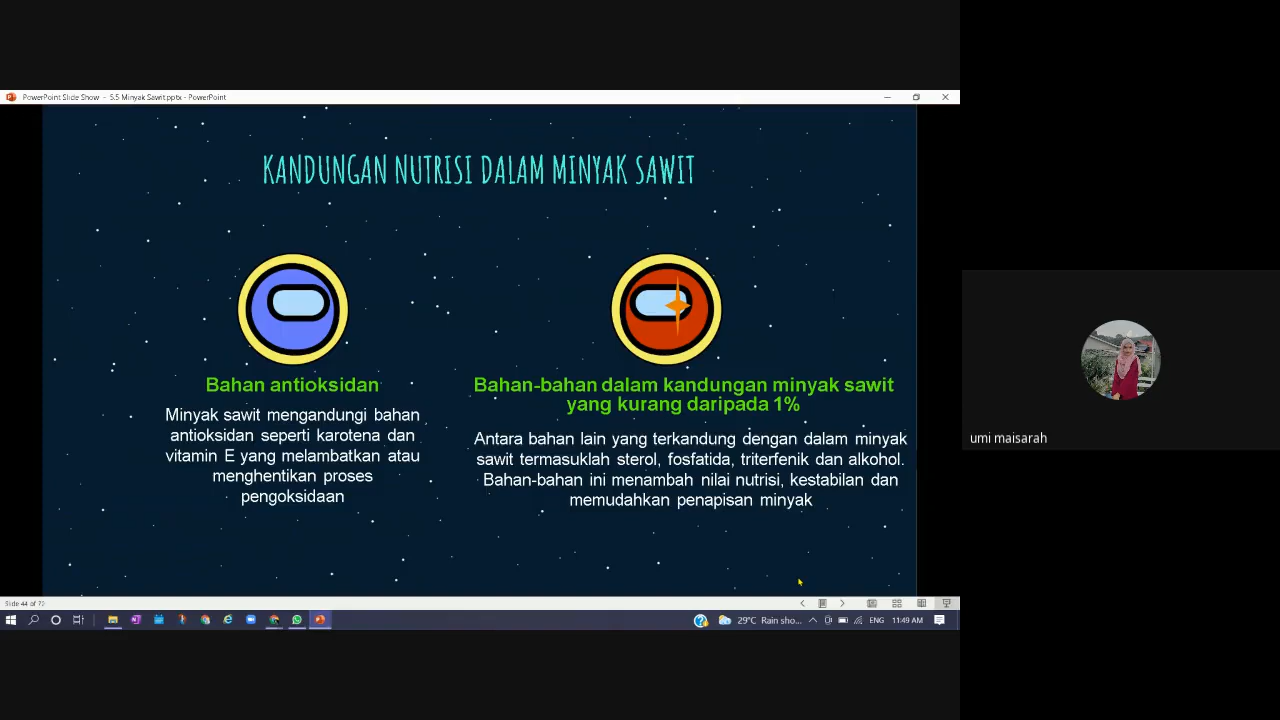 PowerPoint Slide Show - 5.5 Minyak Sawit.pptx - PowerPoint
KANDUNGAN NUTRISI DALAM MINYAK SAWIT
Bahan antioksidan
Minyak sawit mengandungi bahan
antioksidan seperti karotena dan
vitamin E yang melambatkan atau
menghentikan proses
pengoksidaan
Bahan-bahan dalam kandungan minyak sawit
yang kurang daripada 1%
Antara bahan lain yang terkandung dengan dalam minyak
sawit termasuklah sterol, fosfatida, triterfenik dan alkohol.
Bahan-bahan ini menambah nilai nutrisi, kestabilan dan
memudahkan penapisan minyak
umi maisarah
Slide 44 of
29°C Rain sho... ENG 11:49 AM